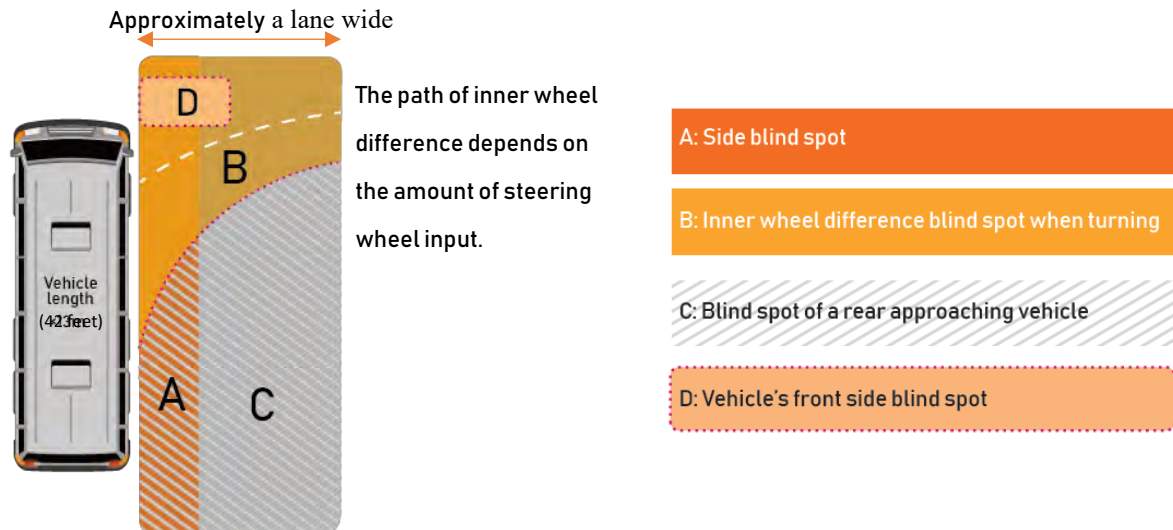 Approximately a lane wide
D
The path of inner wheel
difference depends on
the amount of steering
wheel input.
B
A
C
Vehicle
length
feet)
A: Side blind spot
B: Inner wheel difference blind spot when turning
C: Blind spot of a rear approaching vehicle
D: Vehicle's front side blind spot